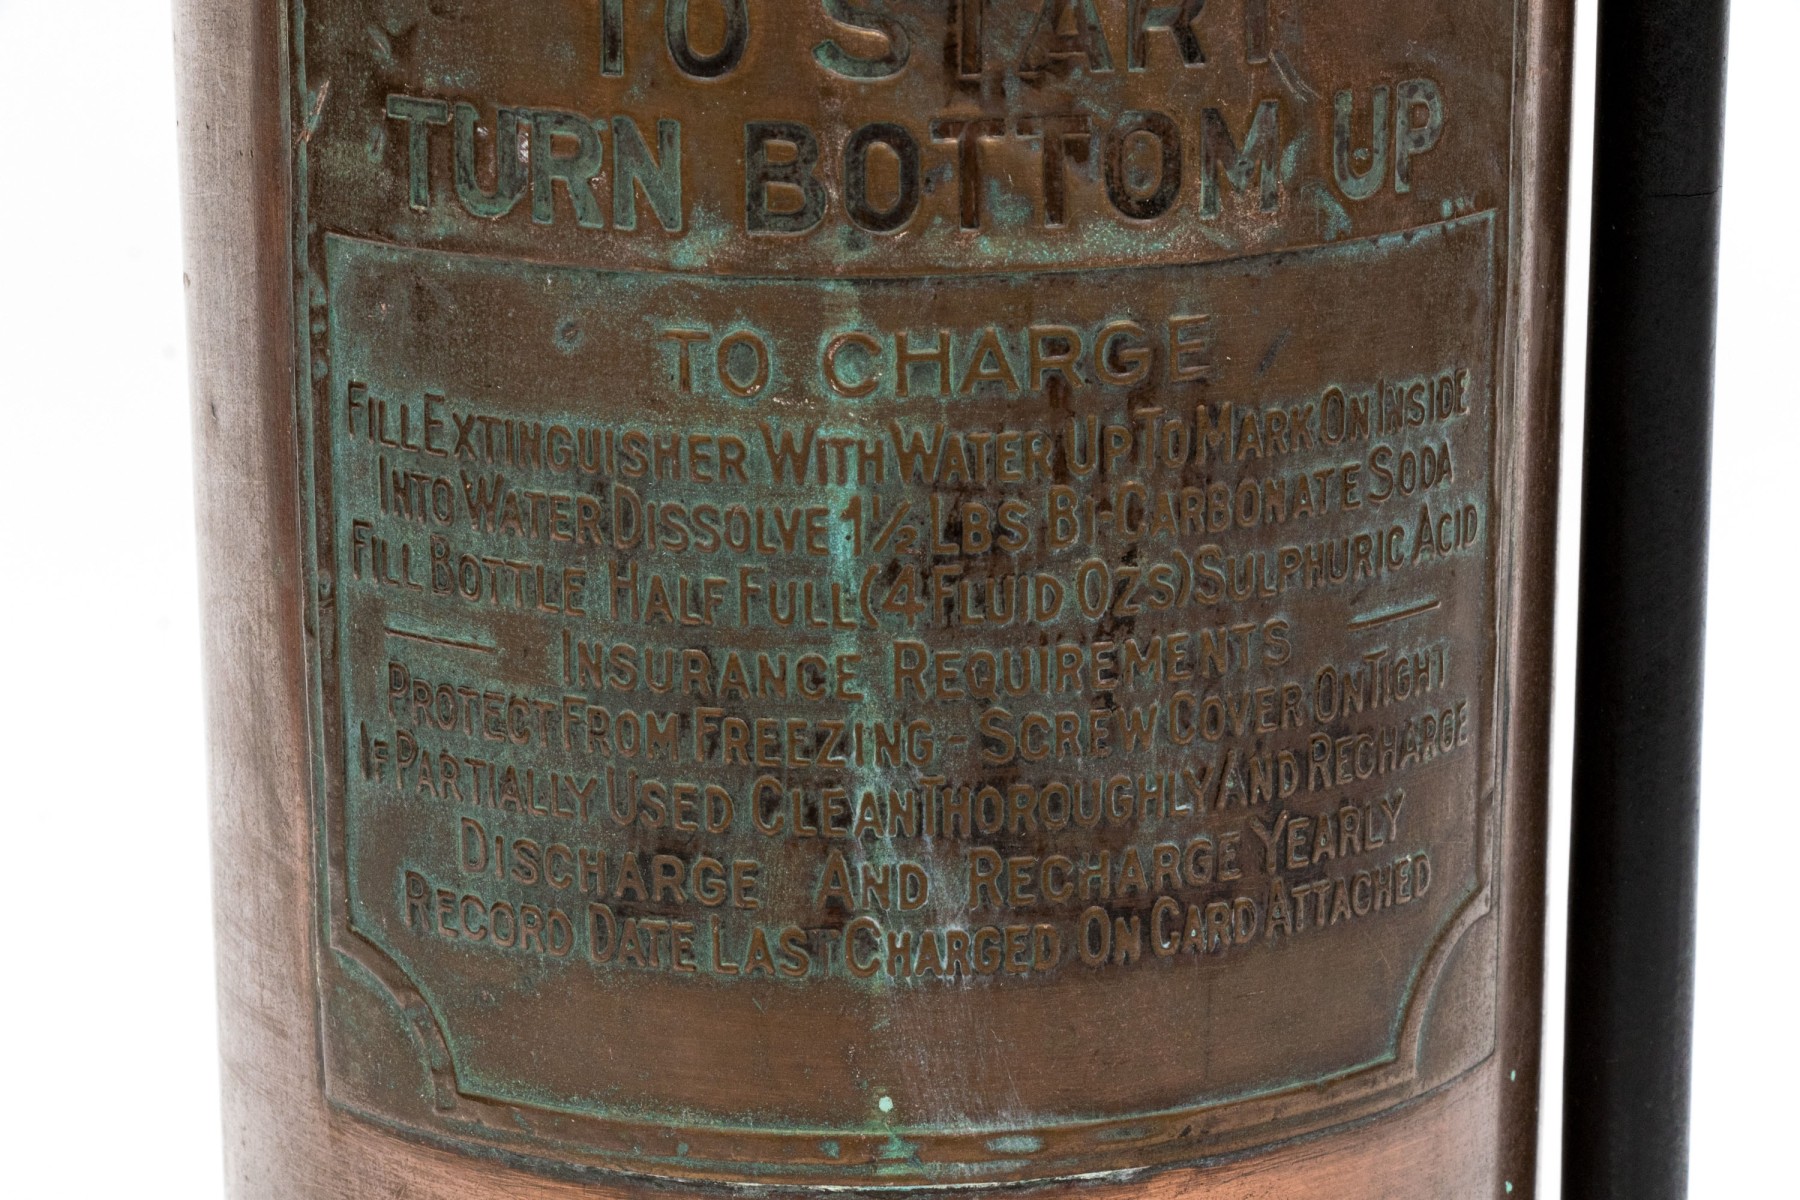 TO START
TURN BOTTOM UP
TO CHARGE
FILL EXTINGUISHER WITH WATER UP TO MARK ON INSIDE
INTO WATER DISSOLVE 1½ LBS BI-CARBONATE SODA
FILL BOTTLE HALF FULL (4 FLUID OZS) SULPHURIC ACID
INSURANCE REQUIREMENTS
PROTECT FROM FREEZING - SCREW COVER ON TIGHT
IF PARTIALLY USED CLEAN THOROUGHLY AND RECHARGE
DISCHARGE AND RECHARGE YEARLY
RECORD DATE LAST CHARGED ON CARD ATTACHED